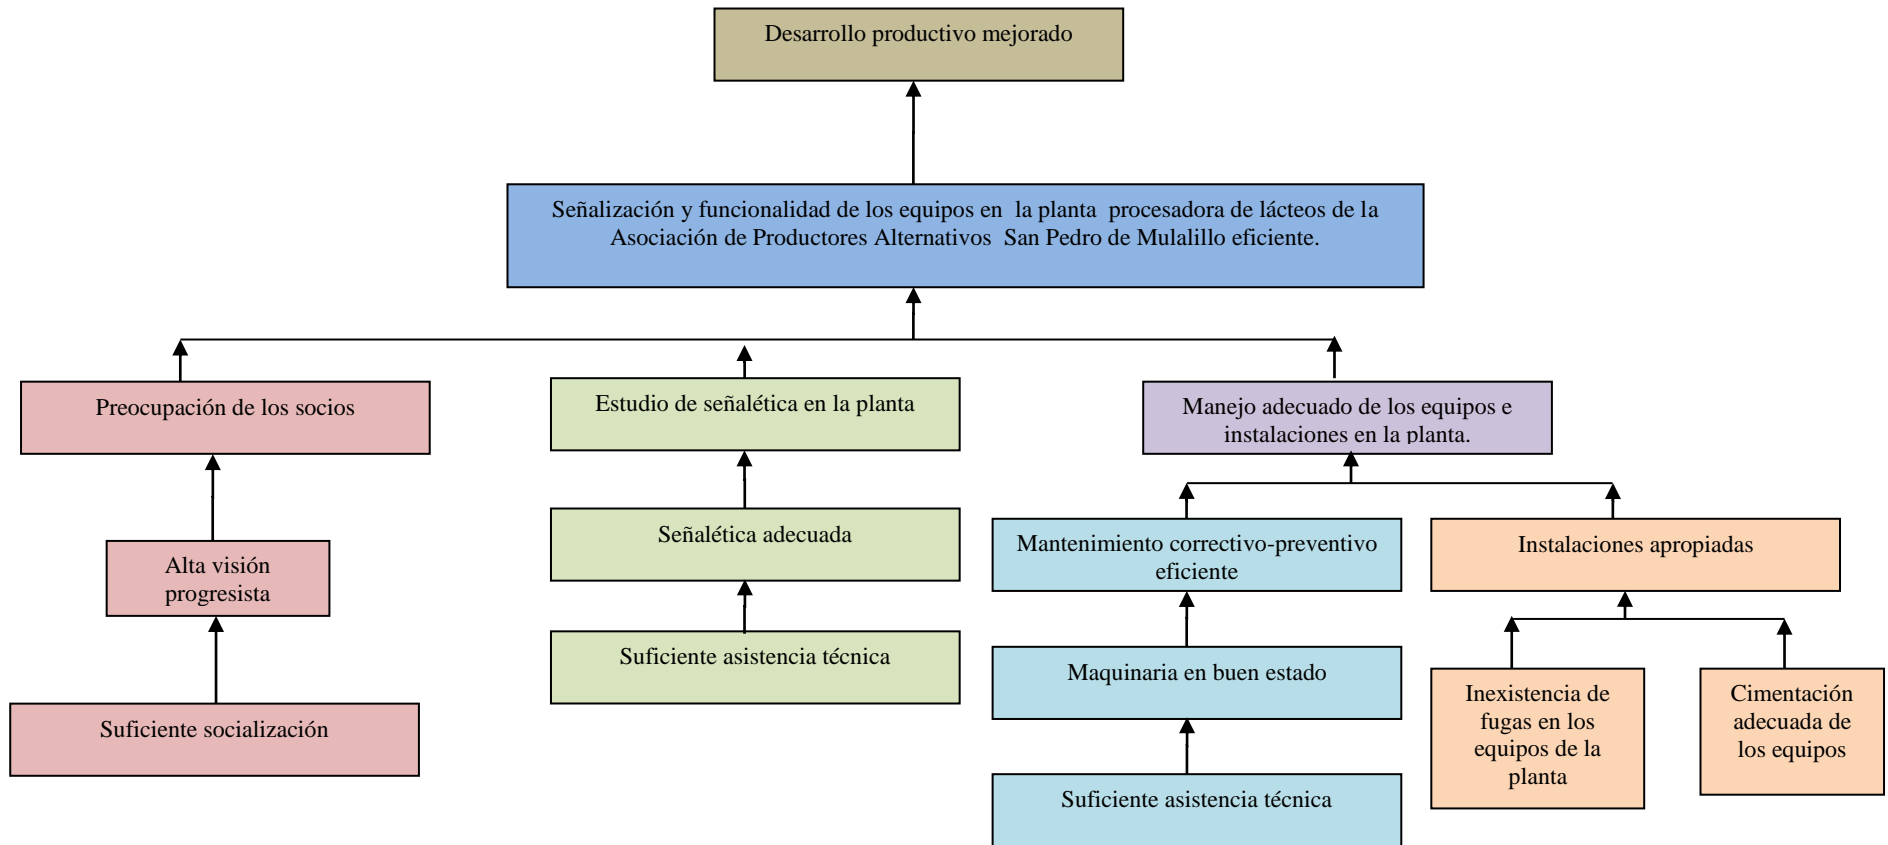 Desarrollo productivo mejorado
Señalización y funcionalidad de los equipos en la planta procesadora de lácteos de la
Asociación de Productores Alternativos San Pedro de Mulalillo eficiente.
Preocupación de los socios
Estudio de señalética en la planta
Manejo adecuado de los equipos e
instalaciones en la planta.
Alta visión
progresista
Señalética adecuada
Mantenimiento correctivo-preventivo
eficiente
Instalaciones apropiadas
Suficiente socialización
Suficiente asistencia técnica
Maquinaria en buen estado
Inexistencia de
fugas en los
equipos de la
planta
Cimentación
adecuada de
los equipos
Suficiente asistencia técnica